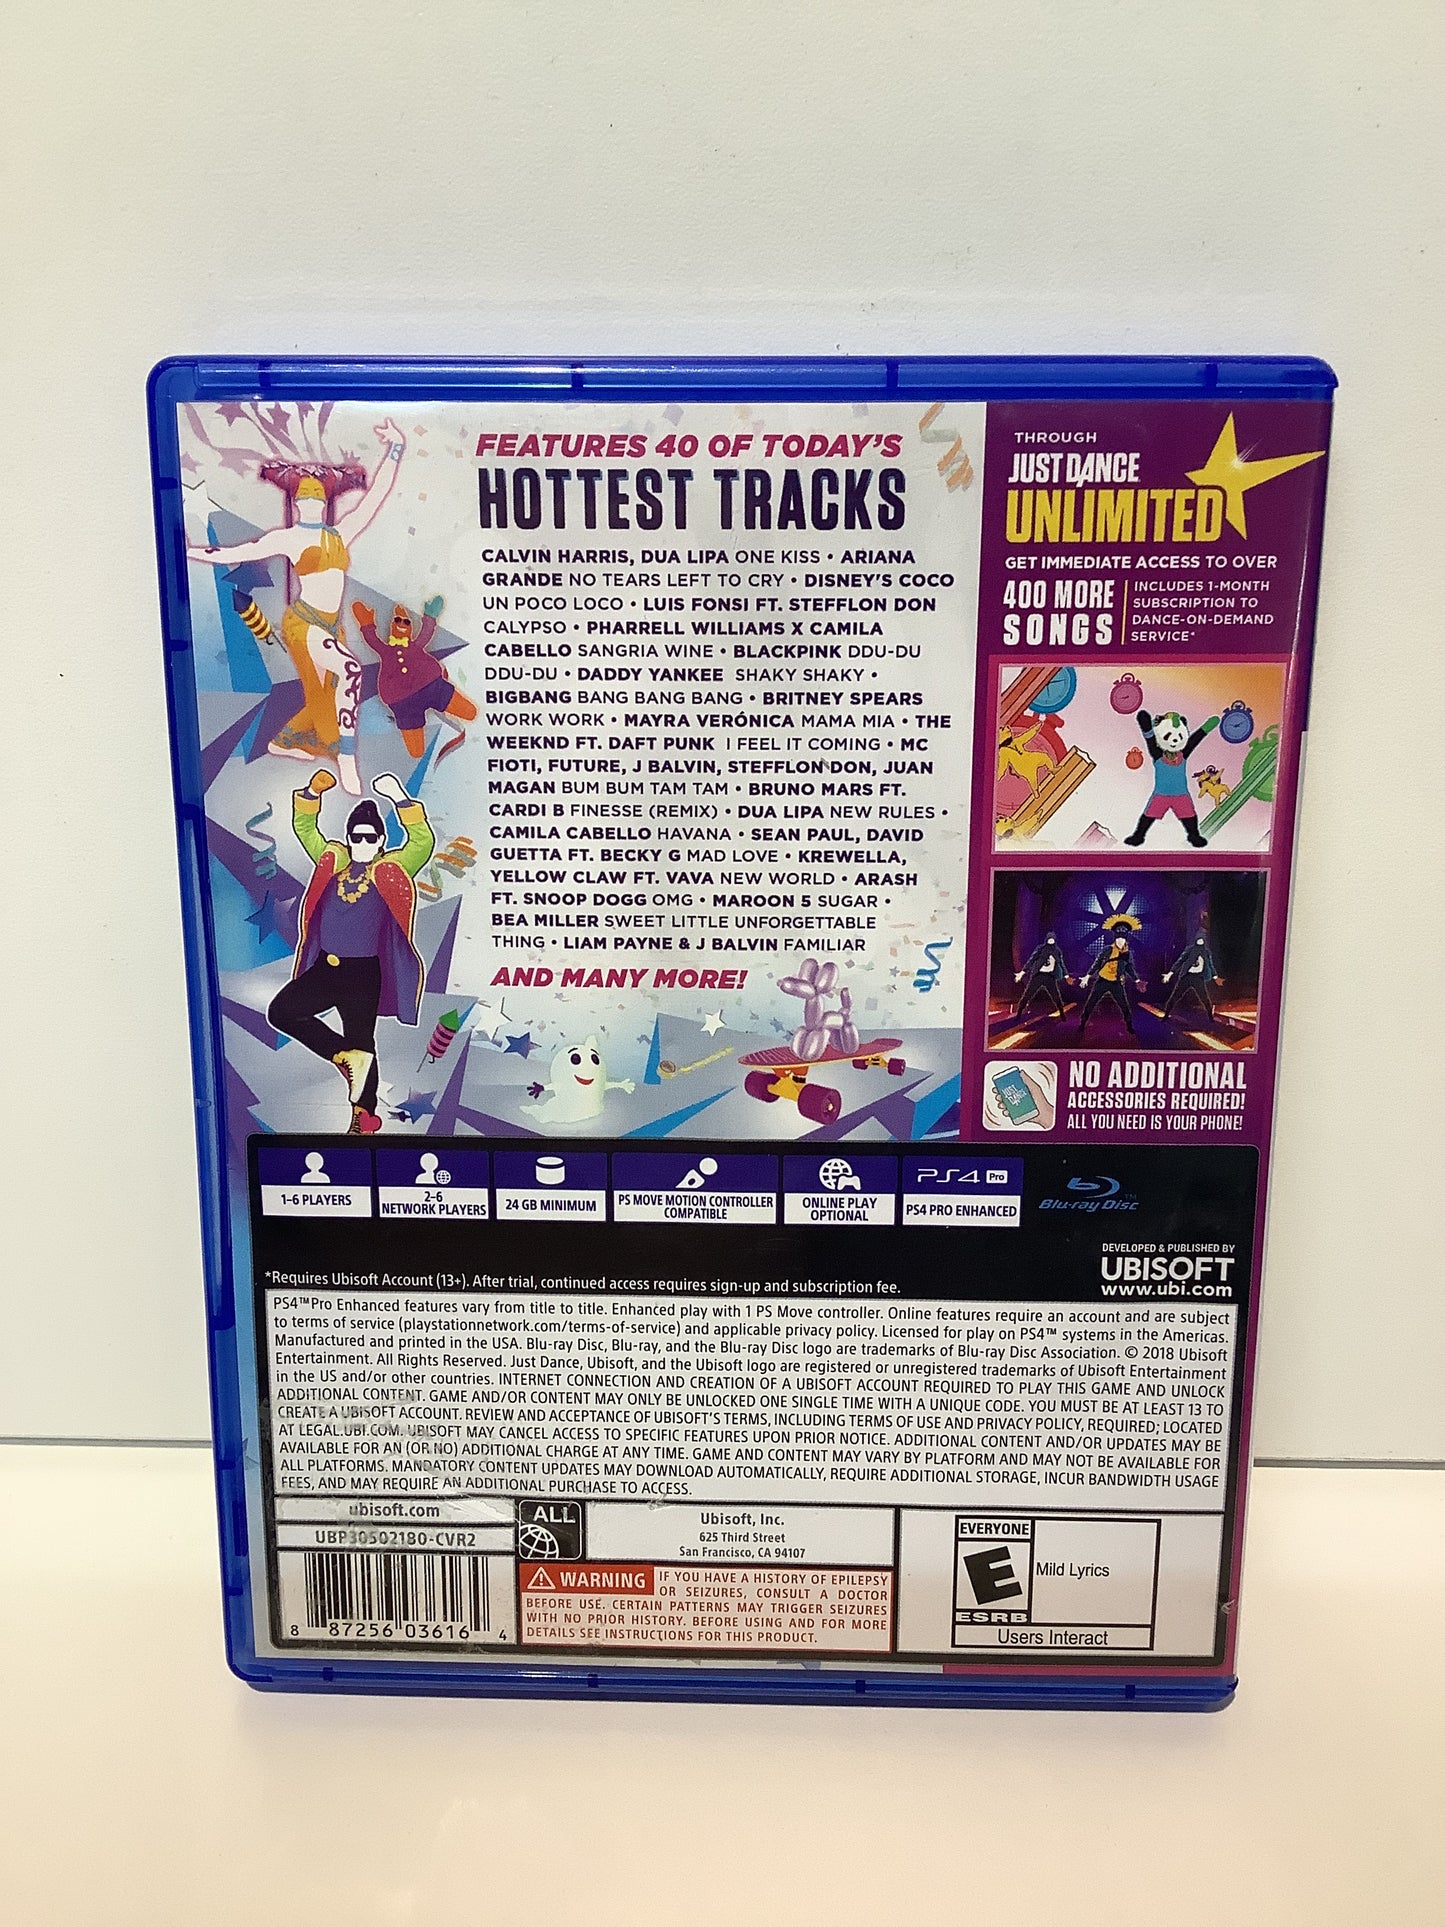 FEATURES 40 OF TODAY'S
HOTTEST TRACKS
CALVIN HARRIS, DUA LIPA ONE KISS • ARIANA
GRANDE NO TEARS LEFT TO CRY • DISNEY'S COCO
UN POCO LOCO • LUIS FONSI FT. STEFFLON DON
CALYPSO • PHARRELL WILLIAMS X CAMILA
CABELLO SANGRIA WINE • BLACKPINK DDU-DU
DDU-DU • DADDY YANKEE SHAKY SHAKY •
BIGBANG BANG BANG BANG • BRITNEY SPEARS
WORK WORK • MAYRA VERÓNICA MAMA MIA • THE
WEEKND FT. DAFT PUNK I FEEL IT COMING • MC
FIOTI, FUTURE, J BALVIN, STEFFLON DON, JUAN
MAGAN BUM BUM TAM TAM • BRUNO MARS FT.
CARDI B FINESSE (REMIX) • DUA LIPA NEW RULES •
CAMILA CABELLO HAVANA • SEAN PAUL, DAVID
GUETTA FT. BECKY G MAD LOVE • KREWELLA,
YELLOW CLAW FT. VAVA NEW WORLD • ARASH
FT. SNOOP DOGG OMG • MAROON 5 SUGAR •
BEA MILLER SWEET LITTLE UNFORGETTABLE
THING • LIAM PAYNE & J BALVIN FAMILIAR
AND MANY MORE!
THROUGH
JUST DANCE
UNLIMITED
GET IMMEDIATE ACCESS TO OVER
400 MORE
SONGS
INCLUDES 1-MONTH
SUBSCRIPTION TO
DANCE-ON-DEMAND
SERVICE*
JUST
DANCE
NO ADDITIONAL
ACCESSORIES REQUIRED!
ALL YOU NEED IS YOUR PHONE!
1-6 PLAYERS
2-6
NETWORK PLAYERS
24 GB MINIMUM
PS MOVE MOTION CONTROLLER
COMPATIBLE
ONLINE PLAY
OPTIONAL
PS4 Pro
PS4 PRO ENHANCED
Blu-ray Disc™
DEVELOPED & PUBLISHED BY
UBISOFT
www.ubi.com
*Requires Ubisoft Account (13+). After trial, continued access requires sign-up and subscription fee.
PS4™Pro Enhanced features vary from title to title. Enhanced play with 1 PS Move controller. Online features require an account and are subject
to terms of service (playstationnetwork.com/terms-of-service) and applicable privacy policy. Licensed for play on PS4™ systems in the Americas.
Manufactured and printed in the USA. Blu-ray Disc, Blu-ray, and the Blu-ray Disc logo are trademarks of Blu-ray Disc Association. © 2018 Ubisoft
Entertainment. All Rights Reserved. Just Dance, Ubisoft, and the Ubisoft logo are registered or unregistered trademarks of Ubisoft Entertainment
in the US and/or other countries. INTERNET CONNECTION AND CREATION OF A UBISOFT ACCOUNT REQUIRED TO PLAY THIS GAME AND UNLOCK
ADDITIONAL CONTENT. GAME AND/OR CONTENT MAY ONLY BE UNLOCKED ONE SINGLE TIME WITH A UNIQUE CODE. YOU MUST BE AT LEAST 13 TO
CREATE A UBISOFT ACCOUNT. REVIEW AND ACCEPTANCE OF UBISOFT'S TERMS, INCLUDING TERMS OF USE AND PRIVACY POLICY, REQUIRED; LOCATED
AT LEGAL.UBI.COM. UBISOFT MAY CANCEL ACCESS TO SPECIFIC FEATURES UPON PRIOR NOTICE. ADDITIONAL CONTENT AND/OR UPDATES MAY BE
AVAILABLE FOR AN (OR NO) ADDITIONAL CHARGE AT ANY TIME. GAME AND CONTENT MAY VARY BY PLATFORM AND MAY NOT BE AVAILABLE FOR
ALL PLATFORMS. MANDATORY CONTENT UPDATES MAY DOWNLOAD AUTOMATICALLY, REQUIRE ADDITIONAL STORAGE, INCUR BANDWIDTH USAGE
FEES, AND MAY REQUIRE AN ADDITIONAL PURCHASE TO ACCESS.
ubisoft.com
UBP30502180-CVR2
8 87256 03616 4
ALL
Ubisoft, Inc.
625 Third Street
San Francisco, CA 94107
WARNING IF YOU HAVE A HISTORY OF EPILEPSY
OR SEIZURES, CONSULT A DOCTOR
BEFORE USE. CERTAIN PATTERNS MAY TRIGGER SEIZURES
WITH NO PRIOR HISTORY. BEFORE USING AND FOR MORE
DETAILS SEE INSTRUCTIONS FOR THIS PRODUCT.
EVERYONE
E
ESRB
Mild Lyrics
Users Interact